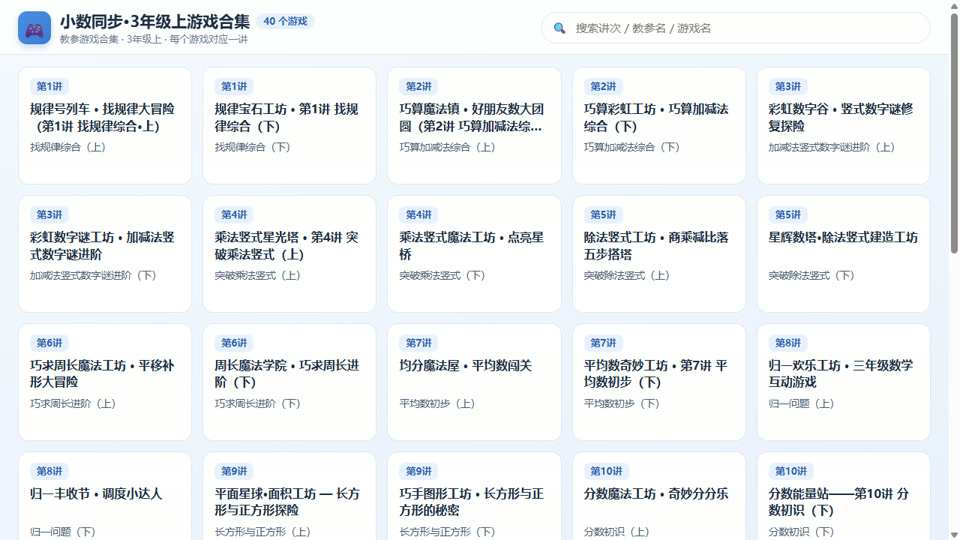 小数同步·3年级上游戏合集 40 个游戏
教参游戏合集 · 3年级上 · 每个游戏对应一讲
搜索讲次 / 教参名 / 游戏名
第1讲
规律号列车 · 找规律大冒险
（第1讲 找规律综合·上）
找规律综合（上）
第1讲
规律宝石工坊 · 第1讲 找规
律综合（下）
找规律综合（下）
第2讲
巧算魔法镇 · 好朋友数大团
圆（第2讲 巧算加减法综...
巧算加减法综合（上）
第2讲
巧算彩虹工坊 · 巧算加减法
综合（下）
巧算加减法综合（下）
第3讲
彩虹数字谷 · 竖式数字谜修
复探险
加减法竖式数字谜进阶（上）
第3讲
彩虹数字谜工坊 · 加减法竖
式数字谜进阶
加减法竖式数字谜进阶（下）
第4讲
乘法竖式星光塔 · 第4讲 突
破乘法竖式（上）
突破乘法竖式（上）
第4讲
乘法竖式魔法工坊 · 点亮星
桥
突破乘法竖式（下）
第5讲
除法竖式工坊 · 商乘减比落
五步搭塔
突破除法竖式（上）
第5讲
星辉数塔·除法竖式建造工坊
突破除法竖式（下）
第6讲
巧求周长魔法工坊 · 平移补
形大冒险
巧求周长进阶（上）
第6讲
周长魔法学院 · 巧求周长进
阶（下）
巧求周长进阶（下）
第7讲
均分魔法屋 · 平均数闯关
平均数初步（上）
第7讲
平均数奇妙工坊 · 第7讲 平
均数初步（下）
平均数初步（下）
第8讲
归一欢乐工坊 · 三年级数学
互动游戏
归一问题（上）
第8讲
归一丰收节 · 调度小达人
归一问题（下）
第9讲
平面星球·面积工坊 — 长方
形与正方形探险
长方形与正方形（上）
第9讲
巧手图形工坊 · 长方形与正
方形的秘密
长方形与正方形（下）
第10讲
分数魔法工坊 · 奇妙分分乐
分数初识（上）
第10讲
分数能量站——第10讲 分
数初识（下）
分数初识（下）